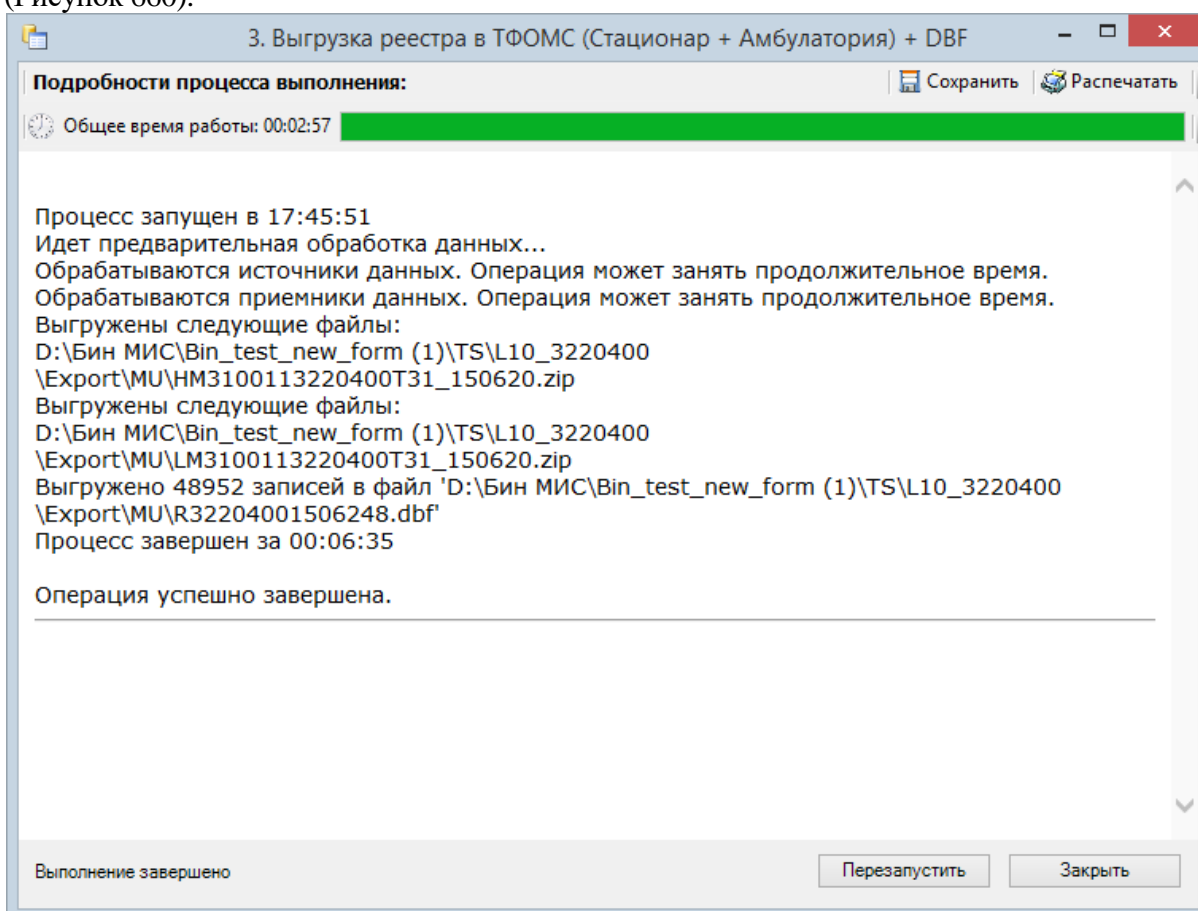 (Рисунок 666).
3. Выгрузка реестра в ТФОМС (Стационар + Амбулатория) + DBF
Подробности процесса выполнения:
Сохранить
Распечатать
Общее время работы: 00:02:57
Процесс запущен в 17:45:51
Идет предварительная обработка данных...
Обрабатываются источники данных. Операция может занять продолжительное время.
Обрабатываются приемники данных. Операция может занять продолжительное время.
Выгружены следующие файлы:
D:\Бин МИС\Bin_test_new_form (1)\TS\L10_3220400
\Export\MU\HM3100113220400T31_150620.zip
Выгружены следующие файлы:
D:\Бин МИС\Bin_test_new_form (1)\TS\L10_3220400
\Export\MU\LM3100113220400T31_150620.zip
Выгружено 48952 записей в файл 'D:\Бин МИС\Bin_test_new_form (1)\TS\L10_3220400
\Export\MU\R32204001506248.dbf'
Процесс завершен за 00:06:35
Операция успешно завершена.
Выполнение завершено
Перезапустить
Закрыть